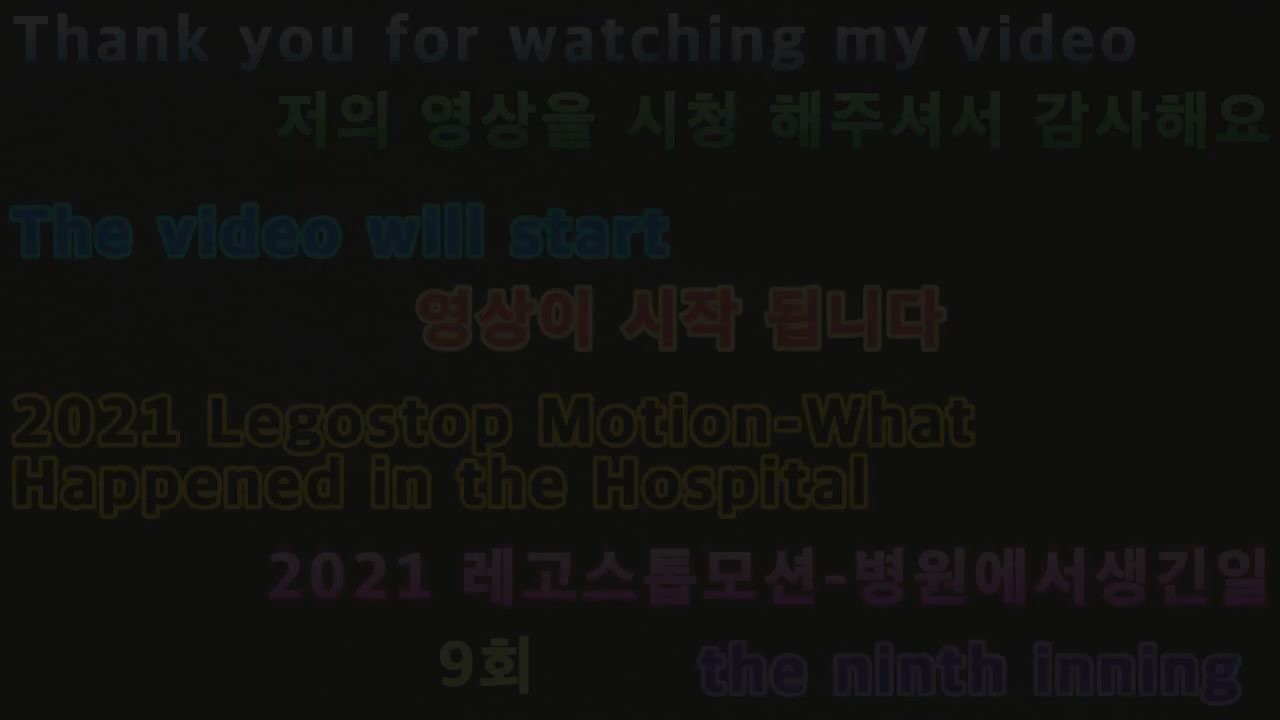 Thank you for watching my video
저의 영상을 시청 해주셔서 감사해요
The video will start
영상이 시작 됩니다
2021 Legostop Motion-What
Happened in the Hospital
2021 레고스톱모션-병원에서생긴일
9회 the ninth inning